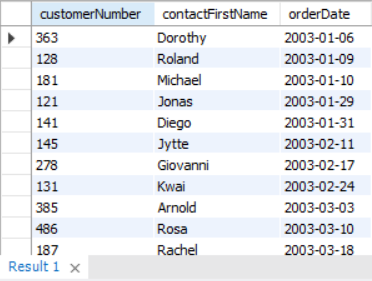 customerNumber contactFirstName orderDate
363 Dorothy 2003-01-06
128 Roland 2003-01-09
181 Michael 2003-01-10
121 Jonas 2003-01-29
141 Diego 2003-01-31
145 Jytte 2003-02-11
278 Giovanni 2003-02-17
131 Kwai 2003-02-24
385 Arnold 2003-03-03
486 Rosa 2003-03-10
187 Rachel 2003-03-18
Result 1 ×